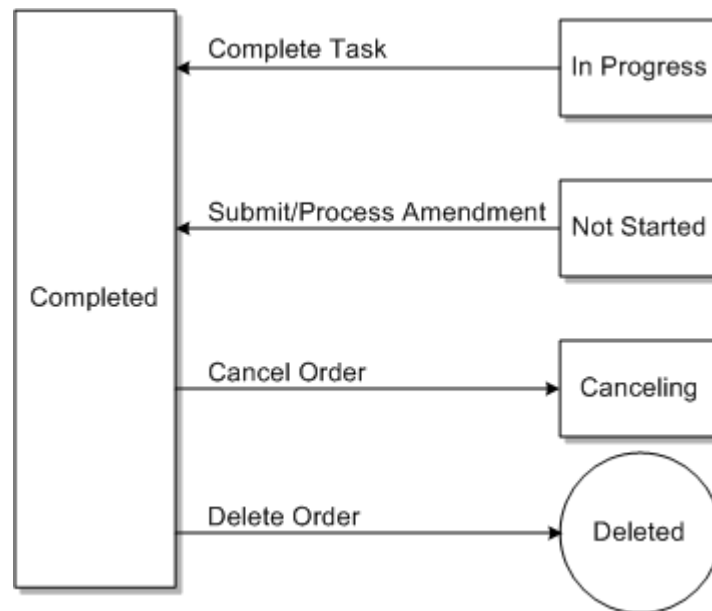 Complete Task
In Progress
Submit/Process Amendment
Not Started
Completed
Cancel Order
Canceling
Delete Order
Deleted